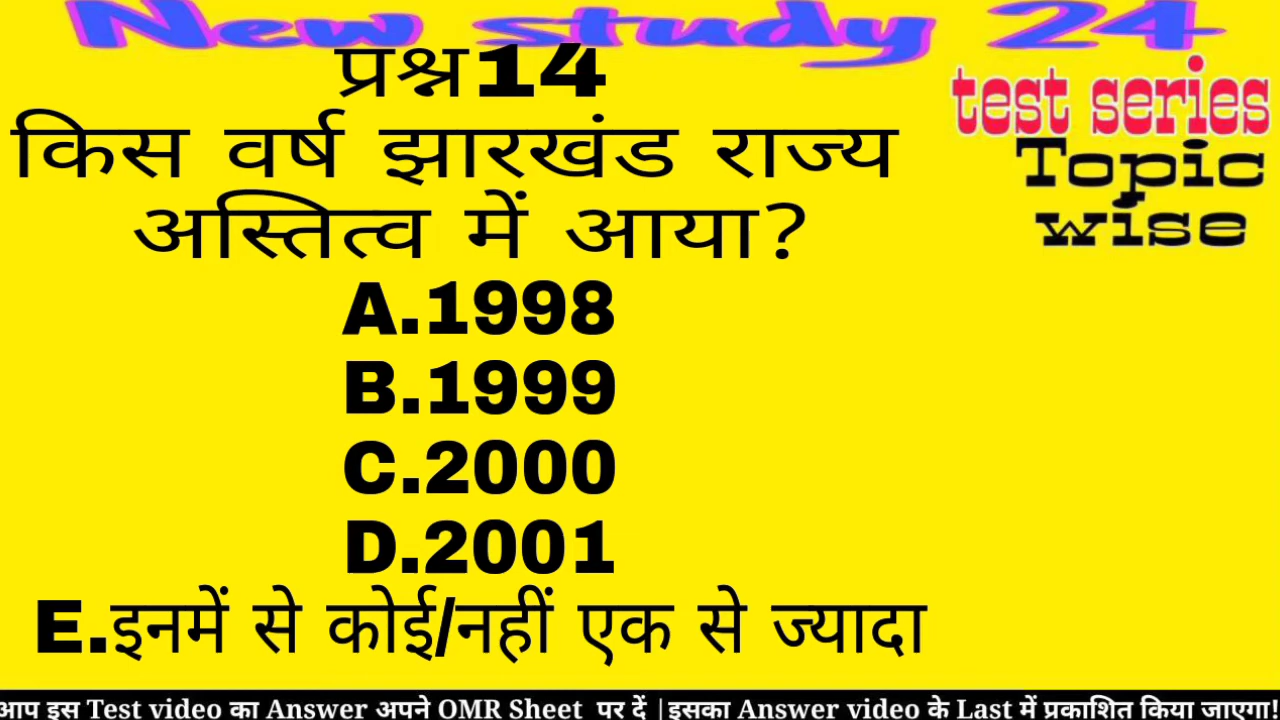 New study 24
test series
Topic
wise
प्रश्न14
किस वर्ष झारखंड राज्य
अस्तित्व में आया?
A.1998
B.1999
C.2000
D.2001
E.इनमें से कोई/नहीं एक से ज्यादा
आप इस Test video का Answer अपने OMR Sheet पर दें |इसका Answer video के Last में प्रकाशित किया जाएगा!